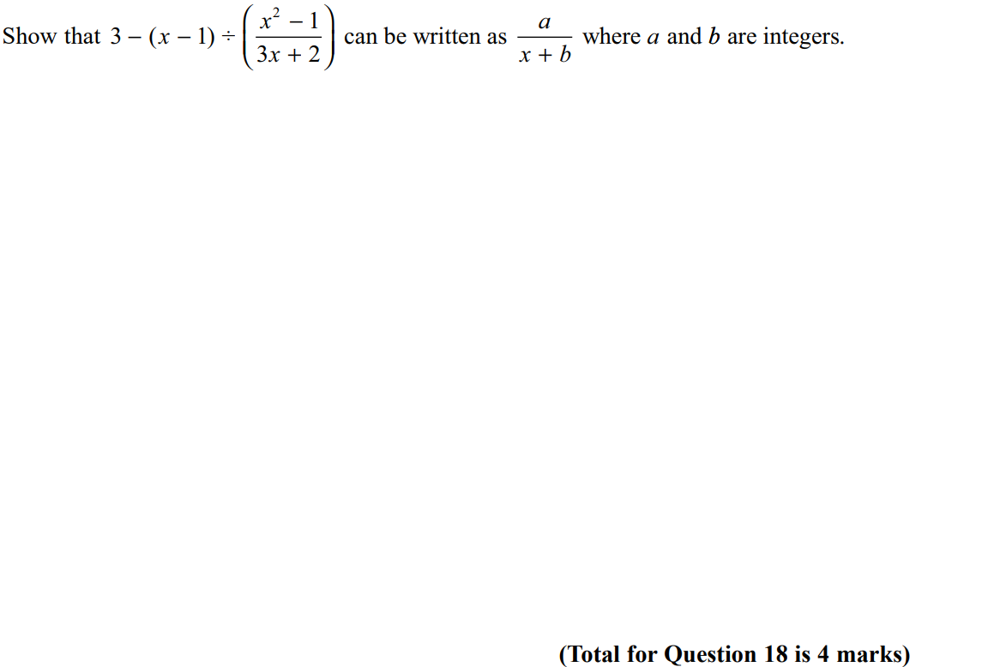 Show that 3 – (x – 1) ÷ ((x² – 1)/(3x + 2)) can be written as a/(x + b) where a and b are integers.
(Total for Question 18 is 4 marks)